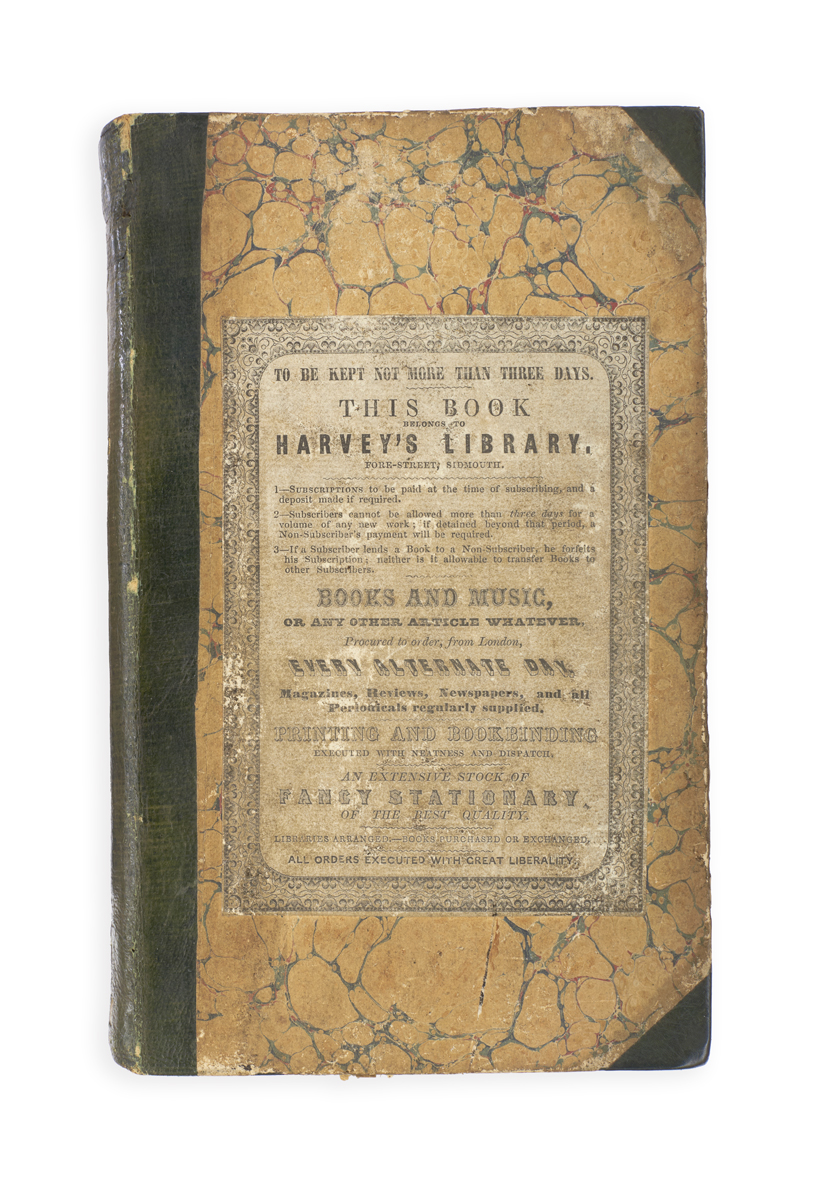 TO BE KEPT NOT MORE THAN THREE DAYS.
THIS BOOK
BELONGS TO
HARVEY'S LIBRARY,
FORE-STREET, SIDMOUTH.
1—SUBSCRIPTIONS to be paid at the time of subscribing, and a
deposit made if required.
2—Subscribers cannot be allowed more than three days for a
volume of any new work; if detained beyond that period, a
Non-Subscriber's payment will be required.
3—If a Subscriber lends a Book to a Non-Subscriber, he forfeits
his Subscription; neither is it allowable to transfer Books to
other Subscribers.
BOOKS AND MUSIC,
OR ANY OTHER ARTICLE WHATEVER,
Procured to order, from London,
EVERY ALTERNATE DAY.
Magazines, Reviews, Newspapers, and all
Periodicals regularly supplied.
PRINTING AND BOOKBINDING
EXECUTED WITH NEATNESS AND DISPATCH,
AN EXTENSIVE STOCK OF
FANCY STATIONARY,
OF THE BEST QUALITY.
LIBRARIES ARRANGED;—BOOKS PURCHASED OR EXCHANGED,
ALL ORDERS EXECUTED WITH GREAT LIBERALITY.